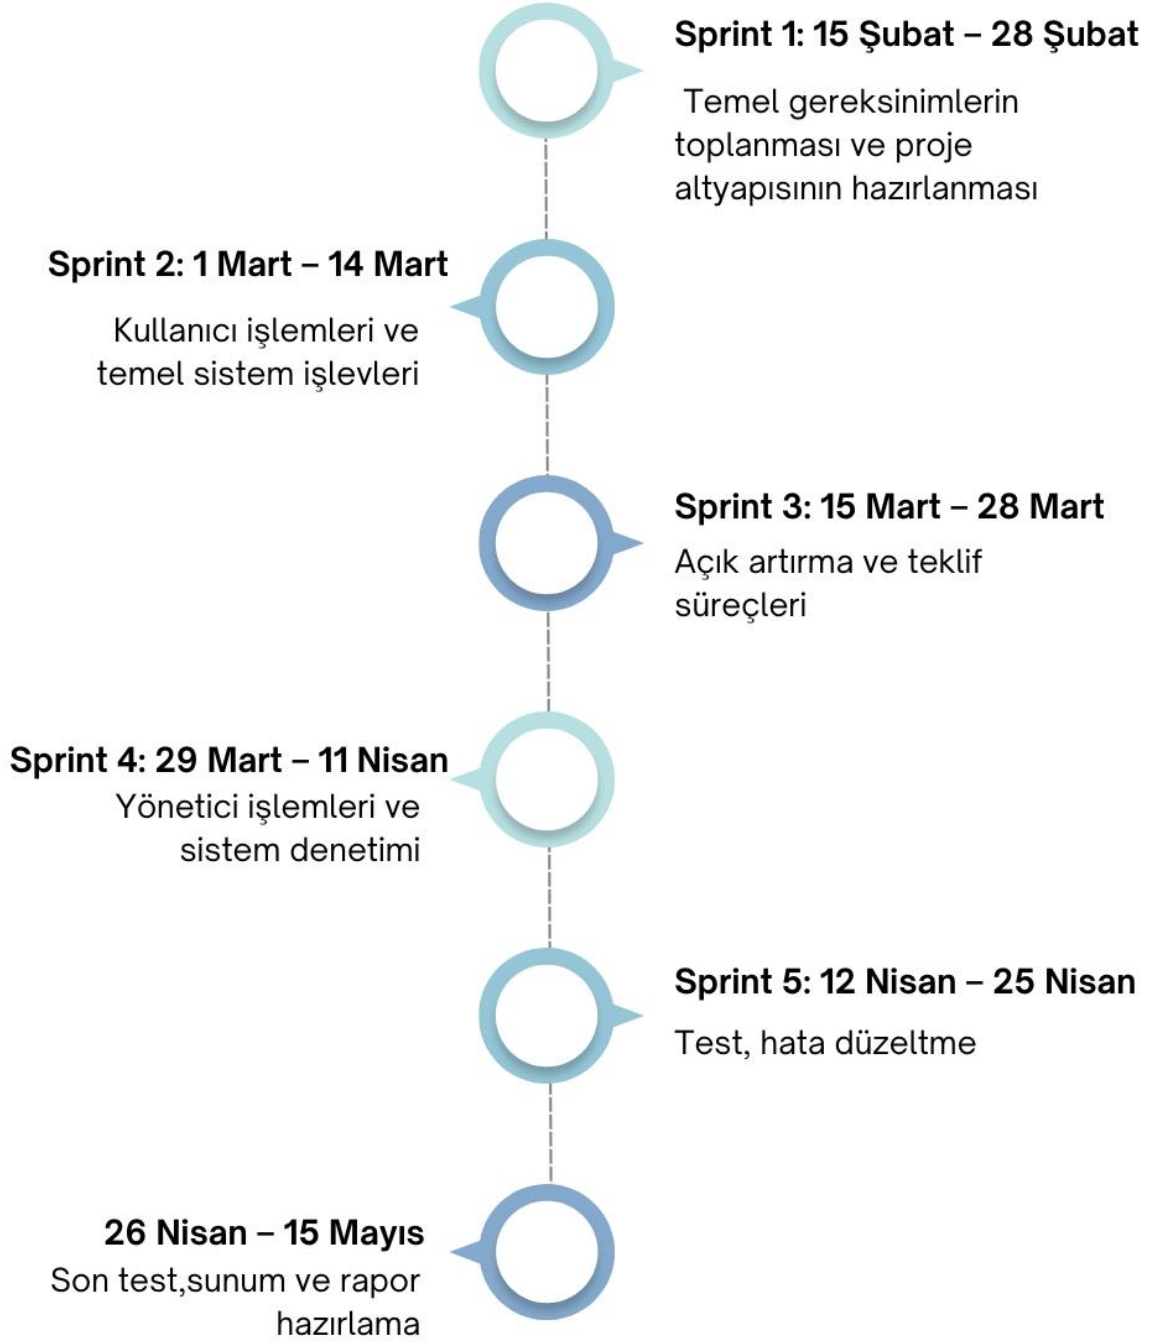 Sprint 1: 15 Şubat – 28 Şubat
Temel gereksinimlerin
toplanması ve proje
altyapısının hazırlanması
Sprint 2: 1 Mart – 14 Mart
Kullanıcı işlemleri ve
temel sistem işlevleri
Sprint 3: 15 Mart – 28 Mart
Açık artırma ve teklif
süreçleri
Sprint 4: 29 Mart – 11 Nisan
Yönetici işlemleri ve
sistem denetimi
Sprint 5: 12 Nisan – 25 Nisan
Test, hata düzeltme
26 Nisan – 15 Mayıs
Son test,sunum ve rapor
hazırlama